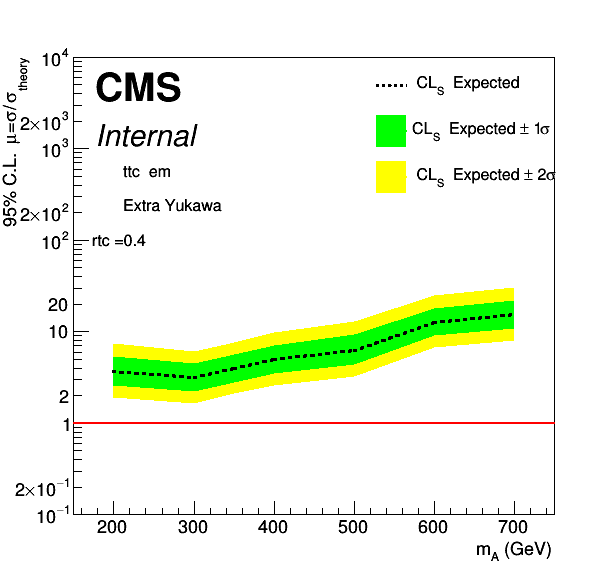 CMS
Internal
ttc em
Extra Yukawa
rtc =0.4
CL_S Expected
CL_S Expected ± 1σ
CL_S Expected ± 2σ
95% C.L. μ=σ/σ_theory
10^4
2×10^3
10^3
2×10^2
10^2
20
10
2
1
2×10^−1
10^−1
200 300 400 500 600 700
m_A (GeV)